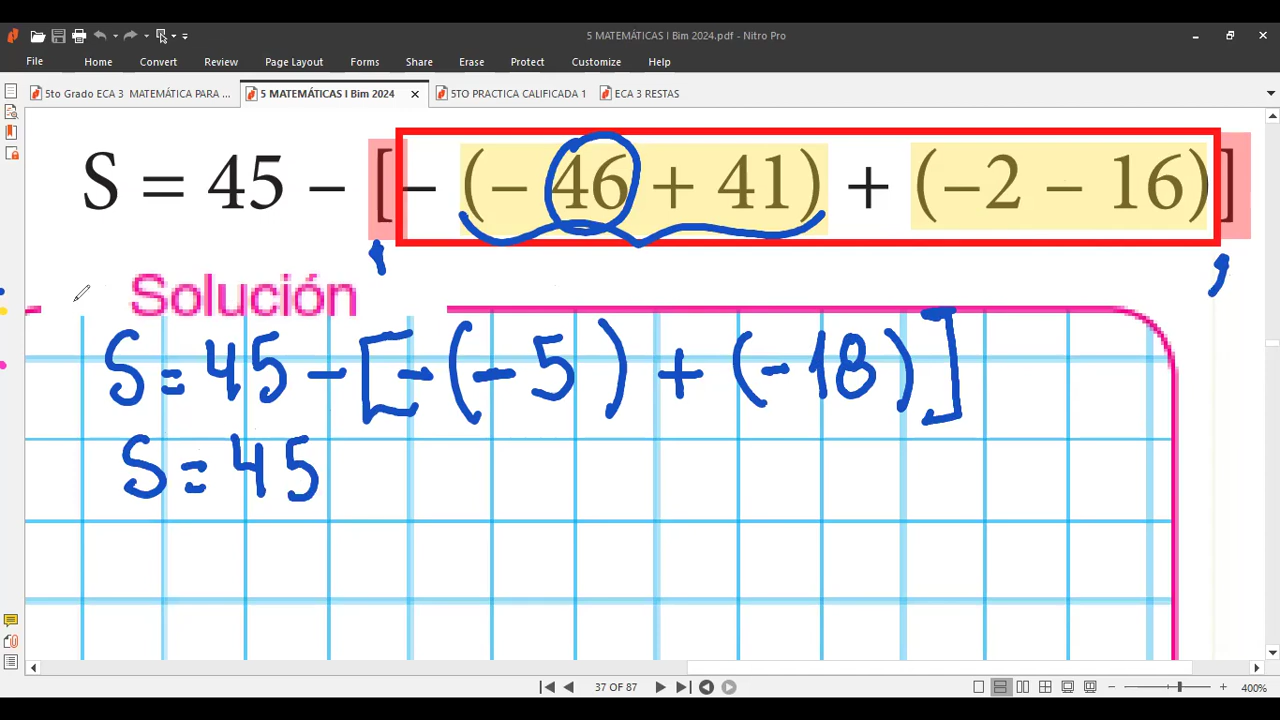 5 MATEMÁTICAS I Bim 2024.pdf - Nitro Pro
File Home Convert Review Page Layout Forms Share Erase Protect Customize Help
5to Grado ECA 3 MATEMÁTICA PARA ... 5 MATEMÁTICAS I Bim 2024 5TO PRACTICA CALIFICADA 1 ECA 3 RESTAS
S = 45 − [− (− 46 + 41) + (−2 − 16)]
Solución
S = 45 - [-(-5) + (-18)]
S = 45
37 OF 87
400%